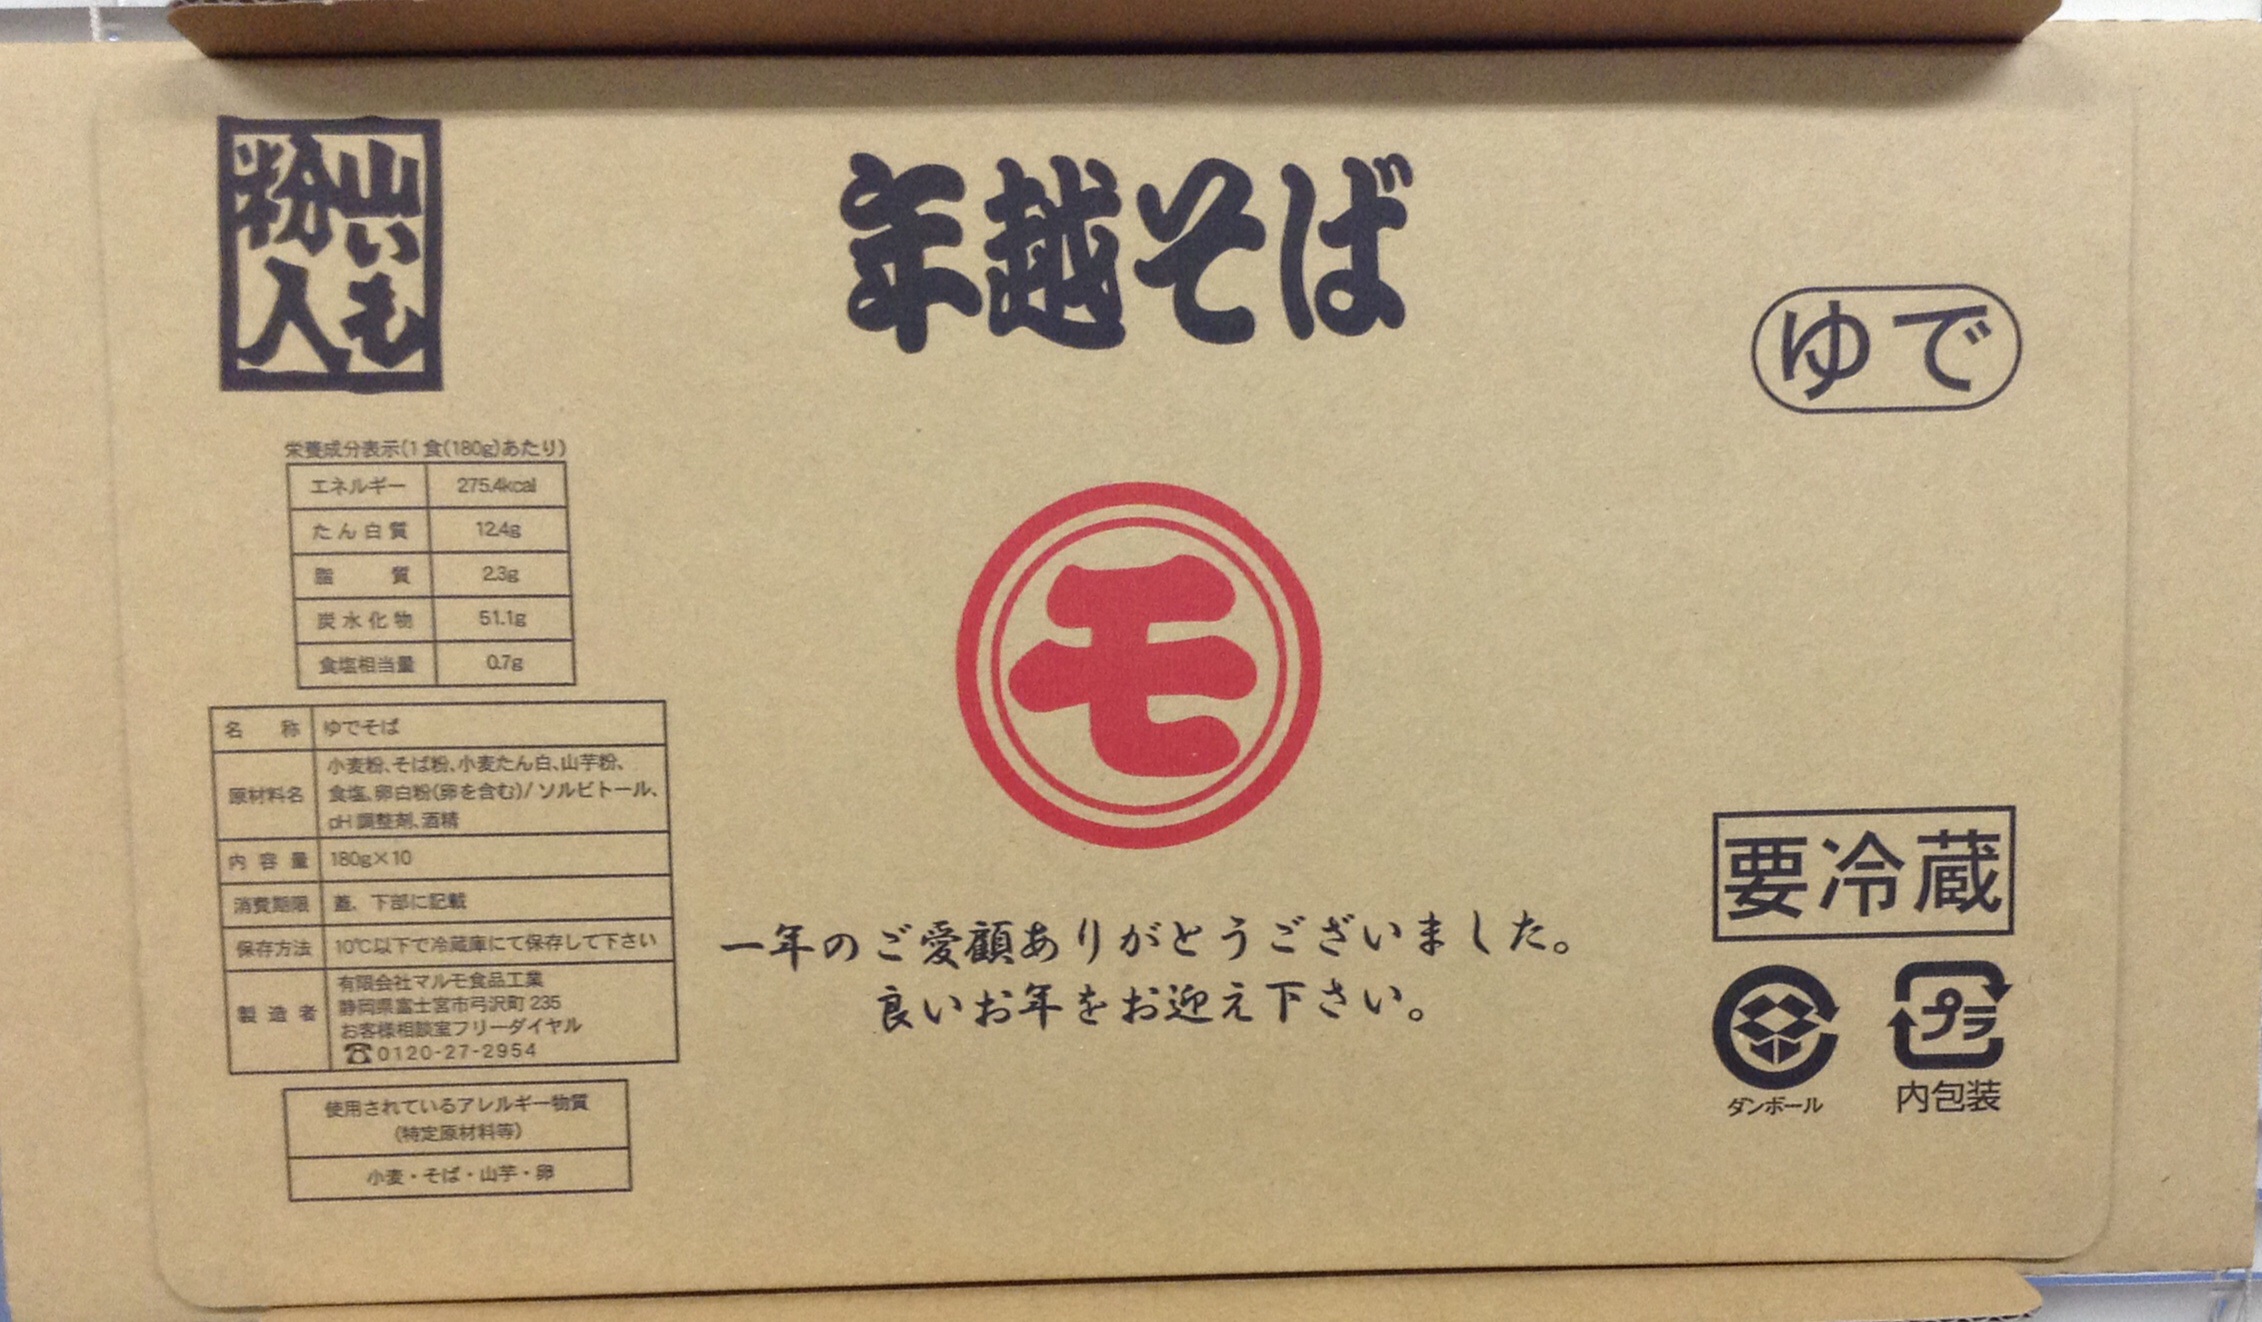 山いも
粉入
年越そば
ゆで
栄養成分表示(1食(180g)あたり)
エネルギー 275.4kcal
たん白質 12.4g
脂質 2.3g
炭水化物 51.1g
食塩相当量 0.7g
名称 ゆでそば
原材料名 小麦粉、そば粉、小麦たん白、山芋粉、
食塩、卵白粉(卵を含む)/ソルビトール、
pH調整剤、酒精
内容量 180g×10
消費期限 蓋、下部に記載
保存方法 10℃以下で冷蔵庫にて保存して下さい
製造者 有限会社マルモ食品工業
静岡県富士宮市弓沢町235
お客様相談室フリーダイヤル
☎0120-27-2954
使用されているアレルギー物質
(特定原材料等)
小麦・そば・山芋・卵
モ
一年のご愛顧ありがとうございました。
良いお年をお迎え下さい。
要冷蔵
ダンボール
プラ
内包装